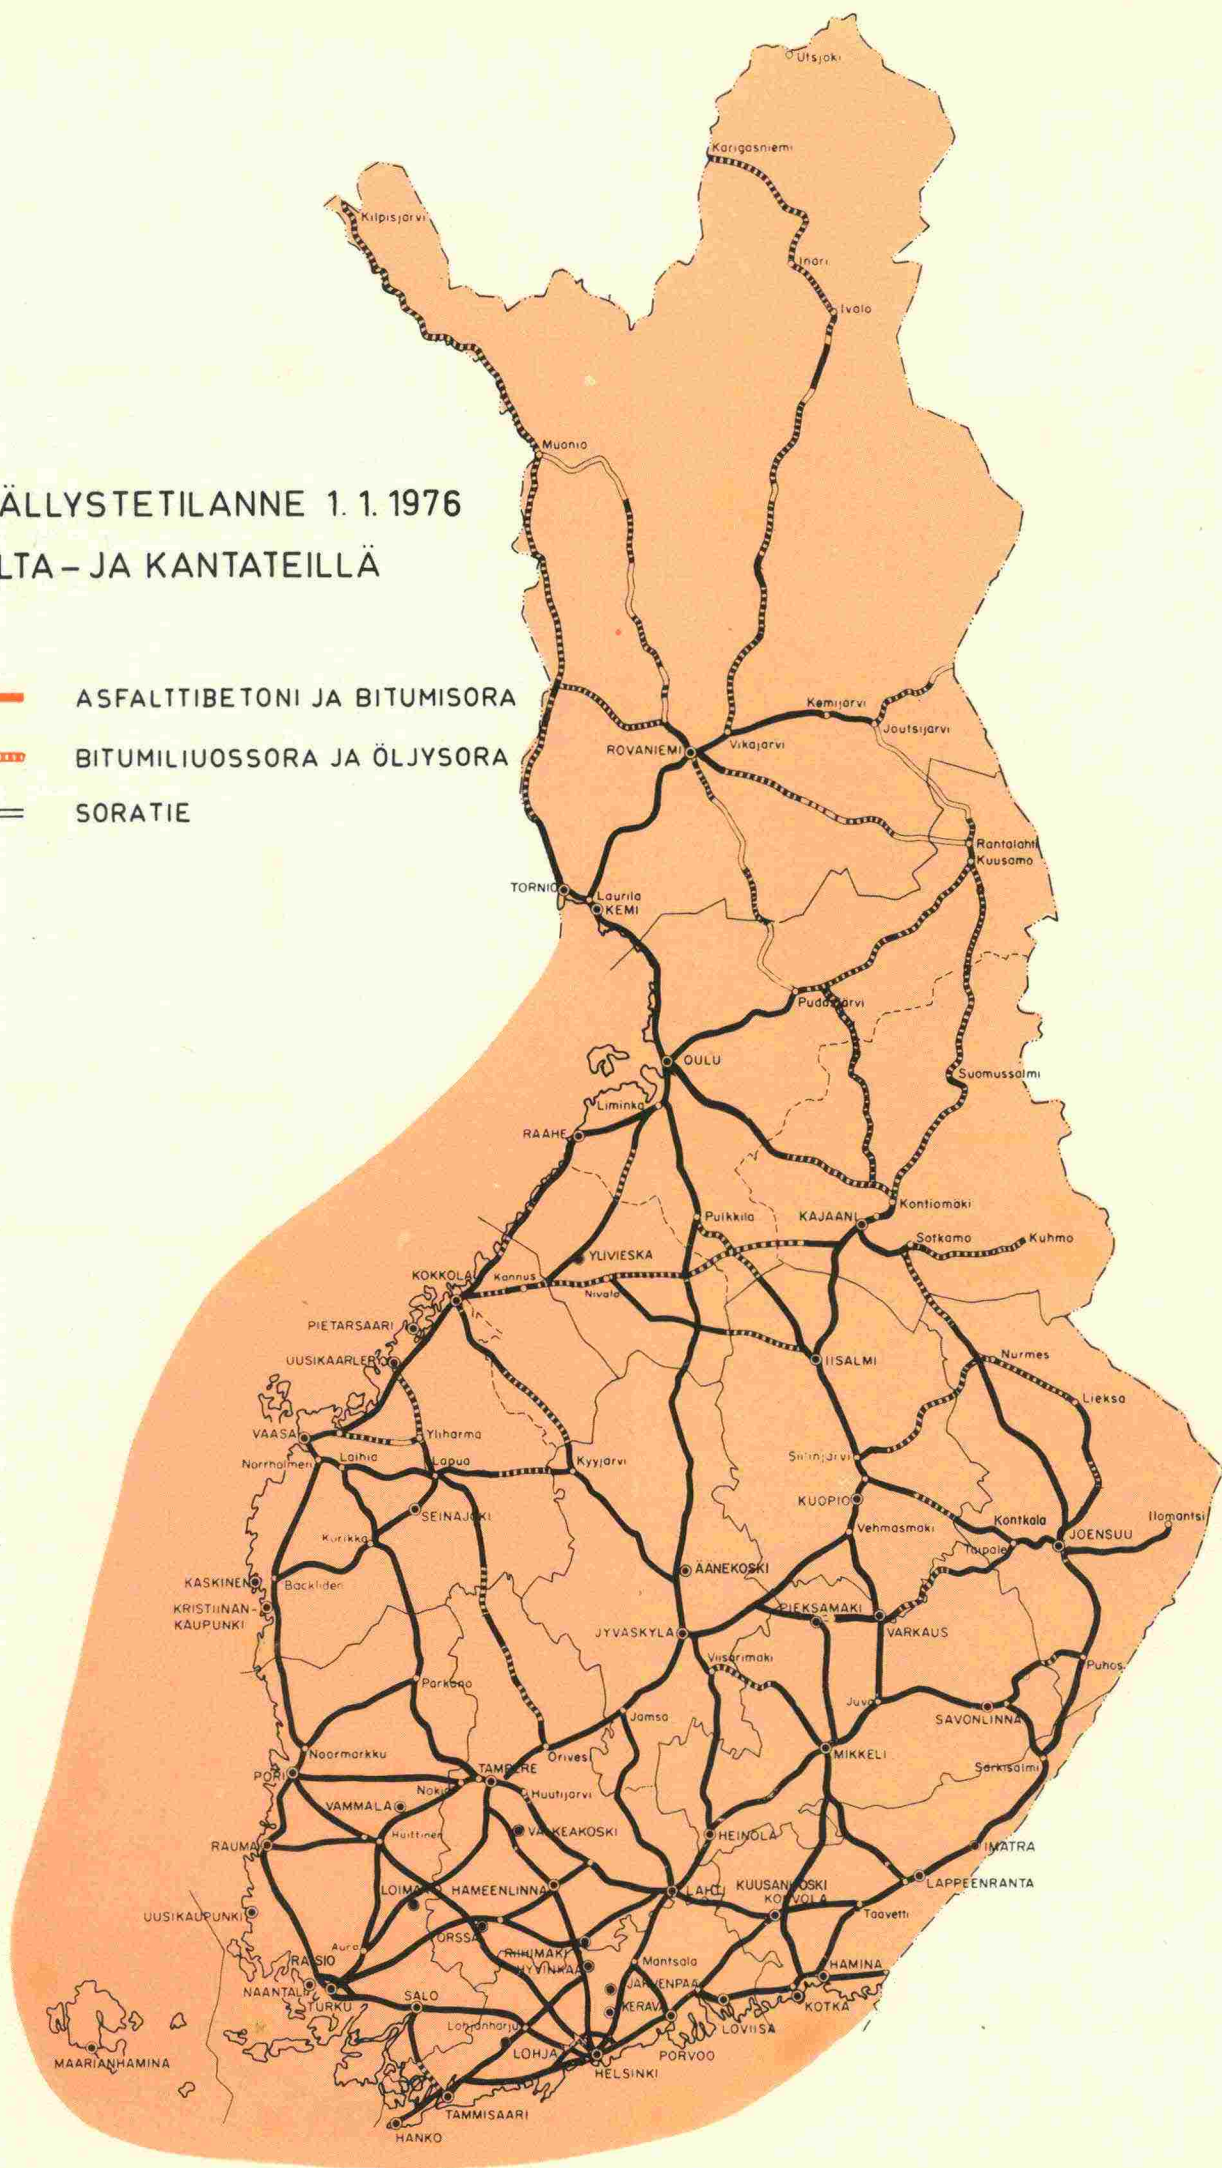 ÄLLYSTETILANNE 1.1.1976
LTA – JA KANTATEILLÄ
ASFALTTIBETONI JA BITUMISORA
BITUMILIUOSSORA JA ÖLJYSORA
SORATIE
Utsjoki
Karigasniemi
Kilpisjärvi
Inari
Ivalo
Muonio
Kemijärvi
Joutsijärvi
ROVANIEMI
Vikajärvi
Rantalahti
Kuusamo
TORNIO
Laurila
KEMI
Pudasjärvi
OULU
Suomussalmi
Liminka
RAAHE
Kontiomäki
Pulkkila
KAJAANI
Sotkamo
Kuhmo
YLIVIESKA
KOKKOLA
Kannus
Nivala
PIETARSAARI
UUSIKAARLEPYY
IISALMI
Nurmes
Lieksa
VAASA
Yliharma
Norrholmen
Laihia
Lapua
Kyyjärvi
Siilinjärvi
KUOPIO
SEINÄJOKI
Vehmasmäki
Kontkala
Ilomantsi
JOENSUU
Kurikka
Taipale
KASKINEN
Backliden
ÄÄNEKOSKI
KRISTIINAN-
KAUPUNKI
PIEKSAMAKI
VARKAUS
JYVÄSKYLÄ
Viisarimäki
Puhos
Parkano
Juva
SAVONLINNA
Jämsä
Noormarkku
Orivesi
MIKKELI
Särkisalmi
PORI
TAMPERE
Nokia
Huutijärvi
VAMMALA
Huittinen
VALKEAKOSKI
RAUMA
HEINOLA
IMATRA
LOIMAA
HÄMEENLINNA
LAHTI
KUUSANKOSKI
KOUVOLA
LAPPEENRANTA
UUSIKAUPUNKI
Taavetti
FORSSA
Aura
RIIHIMÄKI
HYVINKÄÄ
Mäntsälä
HAMINA
RAISIO
NAANTALI
TURKU
SALO
JÄRVENPÄÄ
KERAVA
KOTKA
LOVIISA
Lohjanharju
LOHJA
PORVOO
MAARIANHAMINA
HELSINKI
TAMMISAARI
HANKO